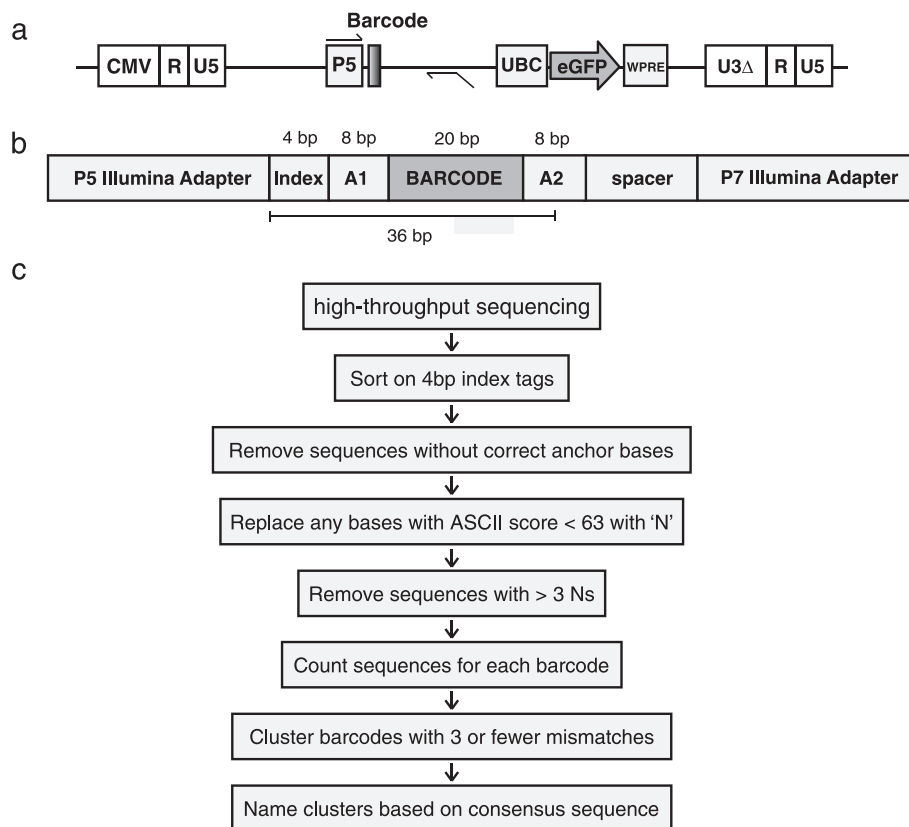 a
Barcode
CMV R U5 P5 UBC eGFP WPRE U3Δ R U5
b
4 bp 8 bp 20 bp 8 bp
P5 Illumina Adapter Index A1 BARCODE A2 spacer P7 Illumina Adapter
36 bp
c
high-throughput sequencing
Sort on 4bp index tags
Remove sequences without correct anchor bases
Replace any bases with ASCII score < 63 with ‘N’
Remove sequences with > 3 Ns
Count sequences for each barcode
Cluster barcodes with 3 or fewer mismatches
Name clusters based on consensus sequence